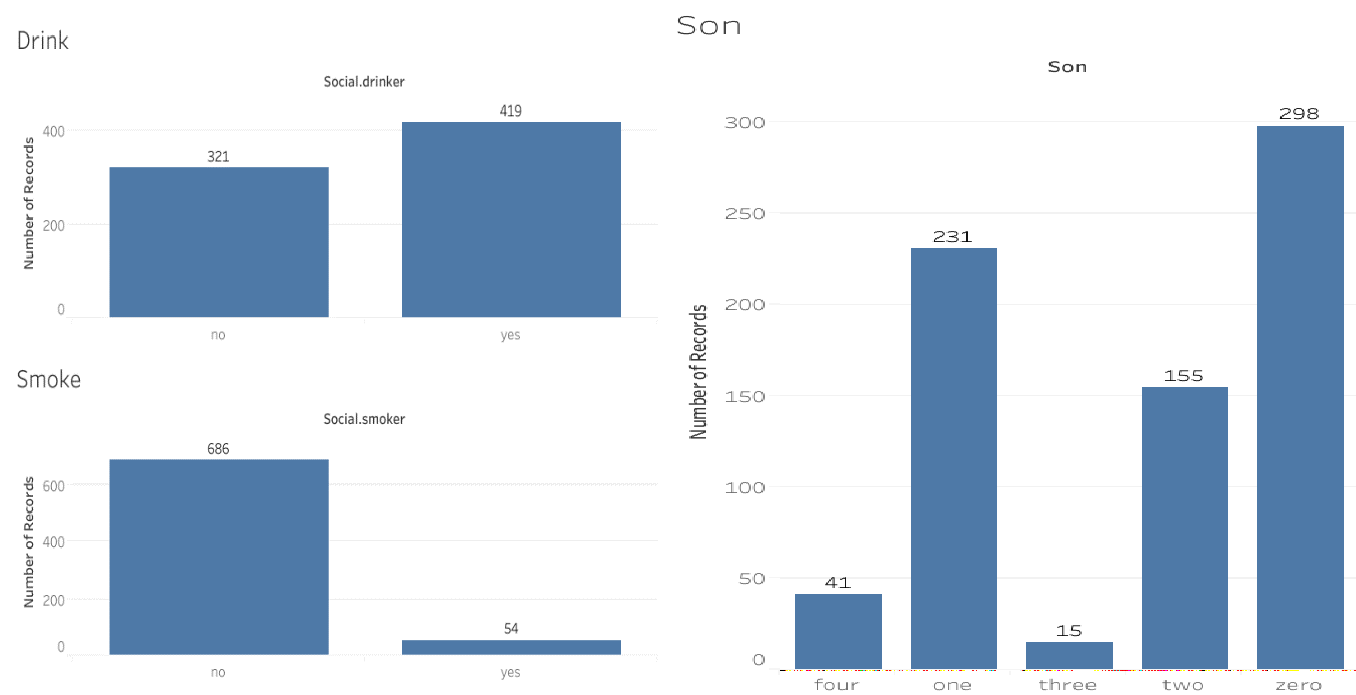 Drink
Social.drinker
Number of Records
400
200
0
321
419
no
yes
Smoke
Social.smoker
Number of Records
600
400
200
0
686
54
no
yes
Son
Son
Number of Records
300
250
200
150
100
50
0
41
231
15
155
298
four
one
three
two
zero